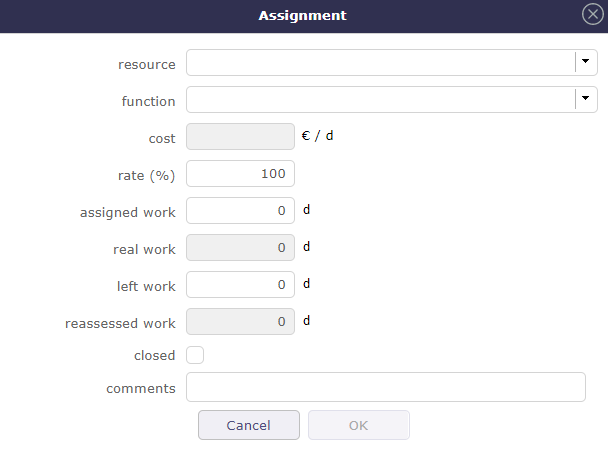 Assignment
resource
function
cost € / d
rate (%) 100
assigned work 0 d
real work 0 d
left work 0 d
reassessed work 0 d
closed
comments
Cancel OK